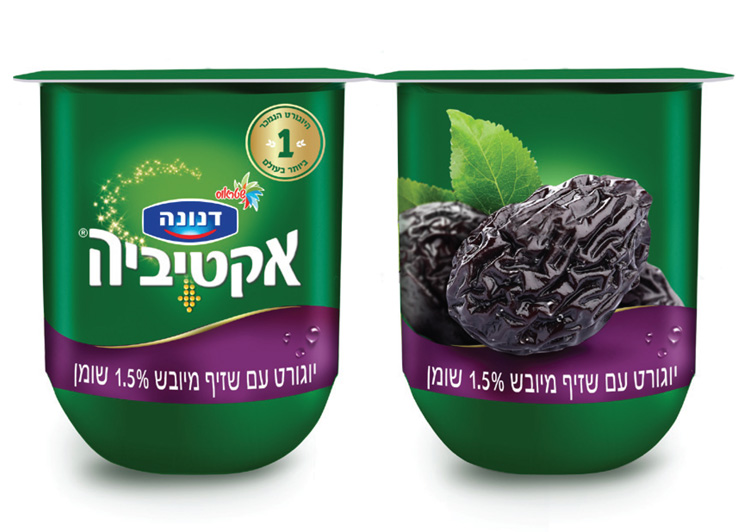 היוגורט הנמכר
1
ביותר בעולם
שטראוס
דנונה
אקטיביה®
יוגורט עם שזיף מיובש 1.5% שומן
יוגורט עם שזיף מיובש 1.5% שומן